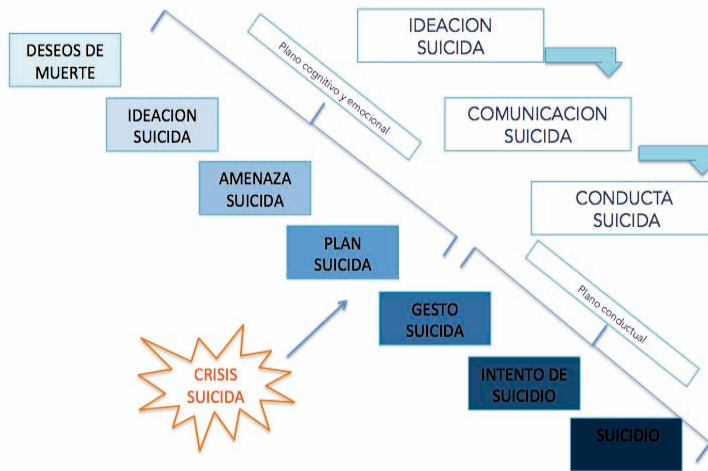 DESEOS DE
MUERTE
IDEACION
SUICIDA
AMENAZA
SUICIDA
PLAN
SUICIDA
GESTO
SUICIDA
INTENTO DE
SUICIDIO
SUICIDIO
CRISIS
SUICIDA
Plano cognitivo y emocional
Plano conductual
IDEACION
SUICIDA
COMUNICACION
SUICIDA
CONDUCTA
SUICIDA